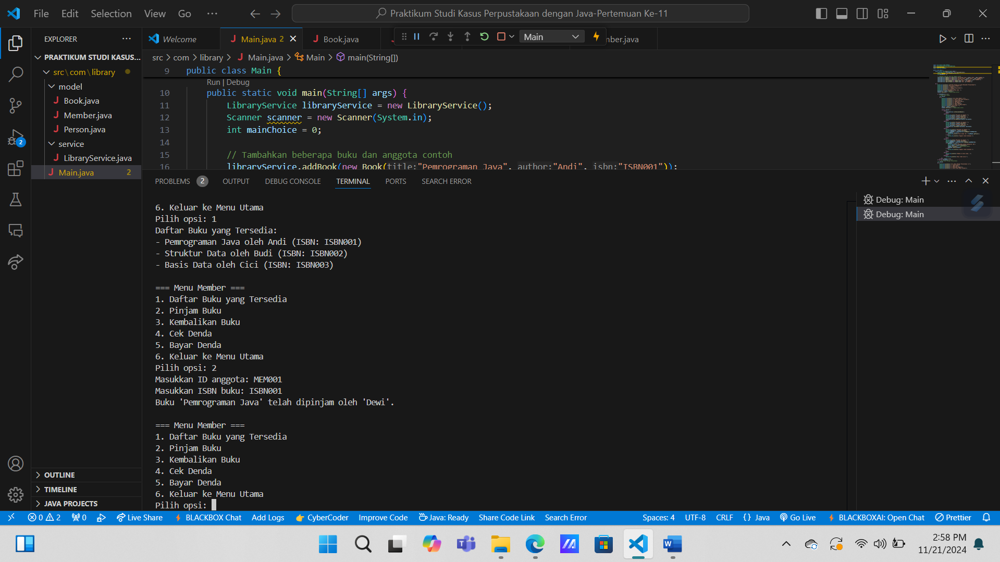 File Edit Selection View Go ··· Praktikum Studi Kasus Perpustakaan dengan Java-Pertemuan Ke-11
EXPLORER ···
Welcome Main.java 2 Book.java Main mber.java
PRAKTIKUM STUDI KASUS...
src > com > library > Main.java > Main > main(String[])
src\com\library
model
Book.java
Member.java
Person.java
service
LibraryService.java
Main.java 2
9 public class Main {
Run | Debug
10 public static void main(String[] args) {
11 LibraryService libraryService = new LibraryService();
12 Scanner scanner = new Scanner(System.in);
13 int mainChoice = 0;
14
15 // Tambahkan beberapa buku dan anggota contoh
16 libraryService.addBook(new Book(title:"Pemrograman Java", author:"Andi", isbn:"ISBN001"));
PROBLEMS 2 OUTPUT DEBUG CONSOLE TERMINAL PORTS SEARCH ERROR
Debug: Main
Debug: Main
6. Keluar ke Menu Utama
Pilih opsi: 1
Daftar Buku yang Tersedia:
- Pemrograman Java oleh Andi (ISBN: ISBN001)
- Struktur Data oleh Budi (ISBN: ISBN002)
- Basis Data oleh Cici (ISBN: ISBN003)
=== Menu Member ===
1. Daftar Buku yang Tersedia
2. Pinjam Buku
3. Kembalikan Buku
4. Cek Denda
5. Bayar Denda
6. Keluar ke Menu Utama
Pilih opsi: 2
Masukkan ID anggota: MEM001
Masukkan ISBN buku: ISBN001
Buku 'Pemrograman Java' telah dipinjam oleh 'Dewi'.
=== Menu Member ===
1. Daftar Buku yang Tersedia
2. Pinjam Buku
3. Kembalikan Buku
4. Cek Denda
5. Bayar Denda
6. Keluar ke Menu Utama
Pilih opsi:
2
OUTLINE
TIMELINE
JAVA PROJECTS
0 2 0 Live Share BLACKBOX Chat Add Logs CyberCoder Improve Code Java: Ready Share Code Link Search Error Spaces: 4 UTF-8 CRLF {} Java Go Live BLACKBOXAI: Open Chat Prettier
2:58 PM
11/21/2024